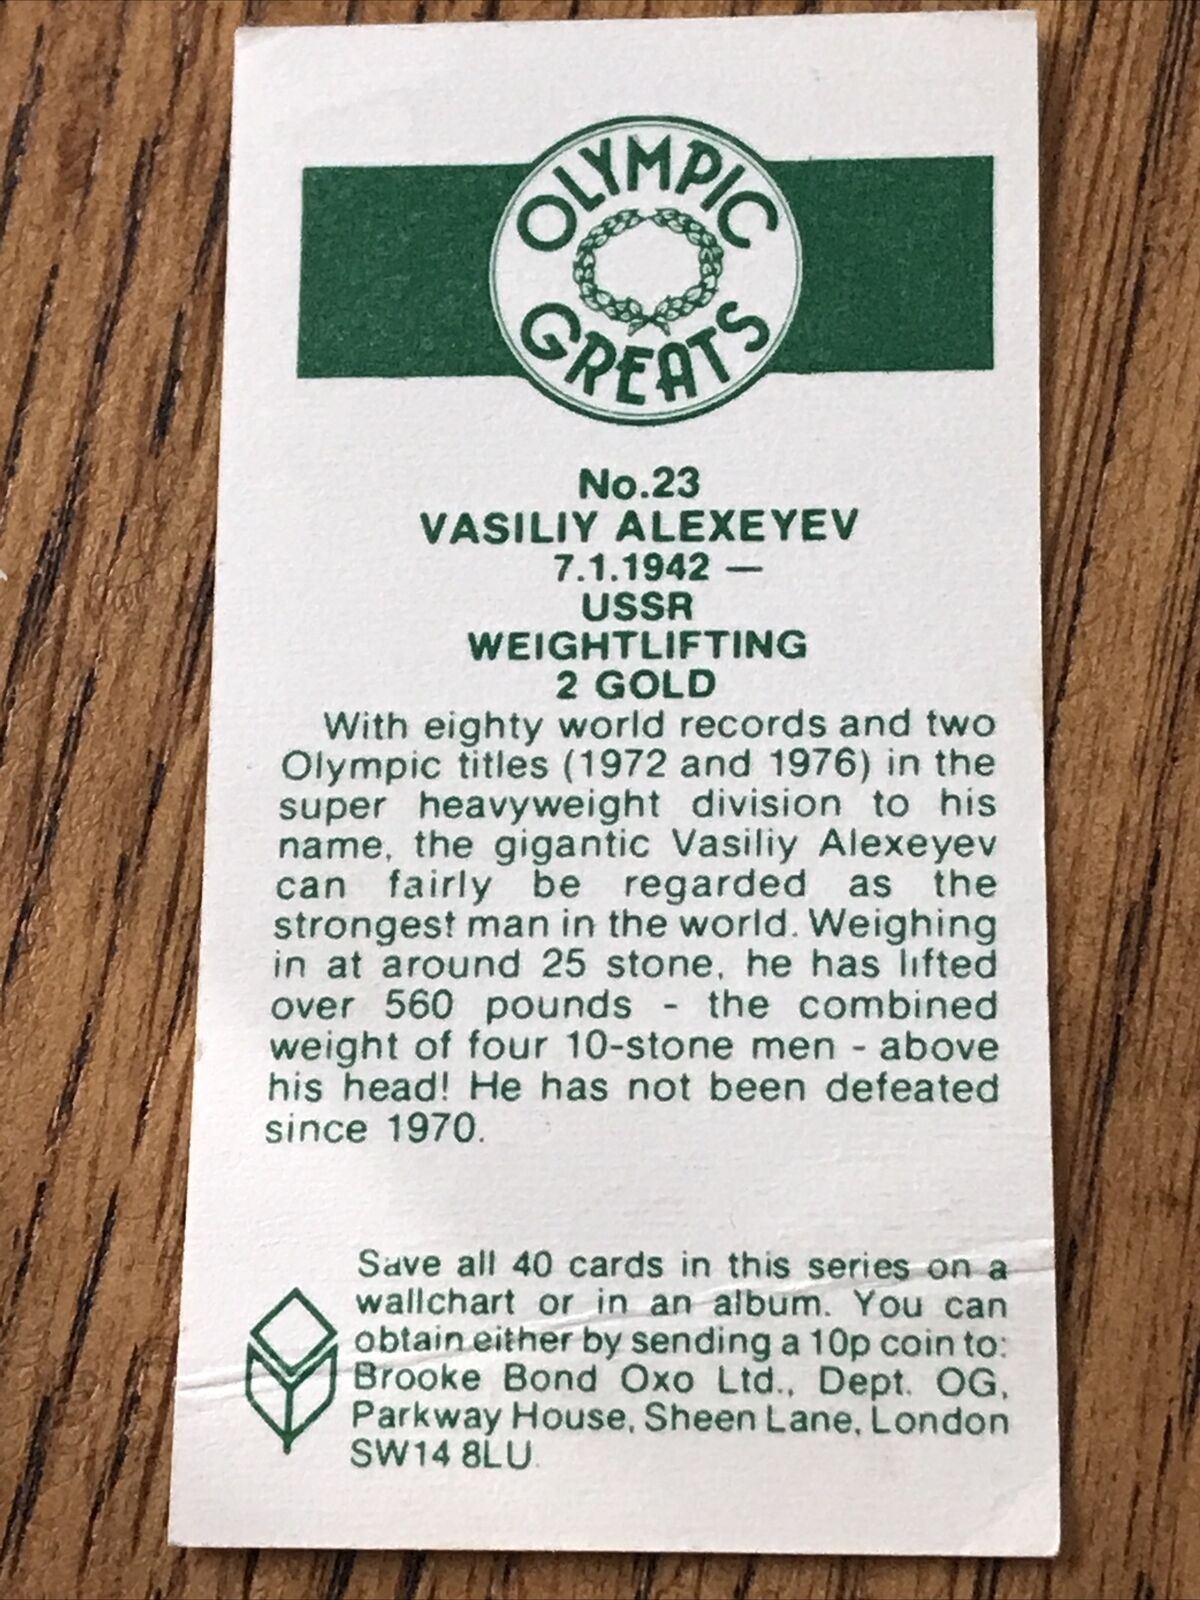 OLYMPIC
GREATS
No.23
VASILIY ALEXEYEV
7.1.1942 —
USSR
WEIGHTLIFTING
2 GOLD
With eighty world records and two
Olympic titles (1972 and 1976) in the
super heavyweight division to his
name, the gigantic Vasiliy Alexeyev
can fairly be regarded as the
strongest man in the world. Weighing
in at around 25 stone, he has lifted
over 560 pounds - the combined
weight of four 10-stone men - above
his head! He has not been defeated
since 1970.
Save all 40 cards in this series on a
wallchart or in an album. You can
obtain either by sending a 10p coin to:
Brooke Bond Oxo Ltd., Dept. OG,
Parkway House, Sheen Lane, London
SW14 8LU.